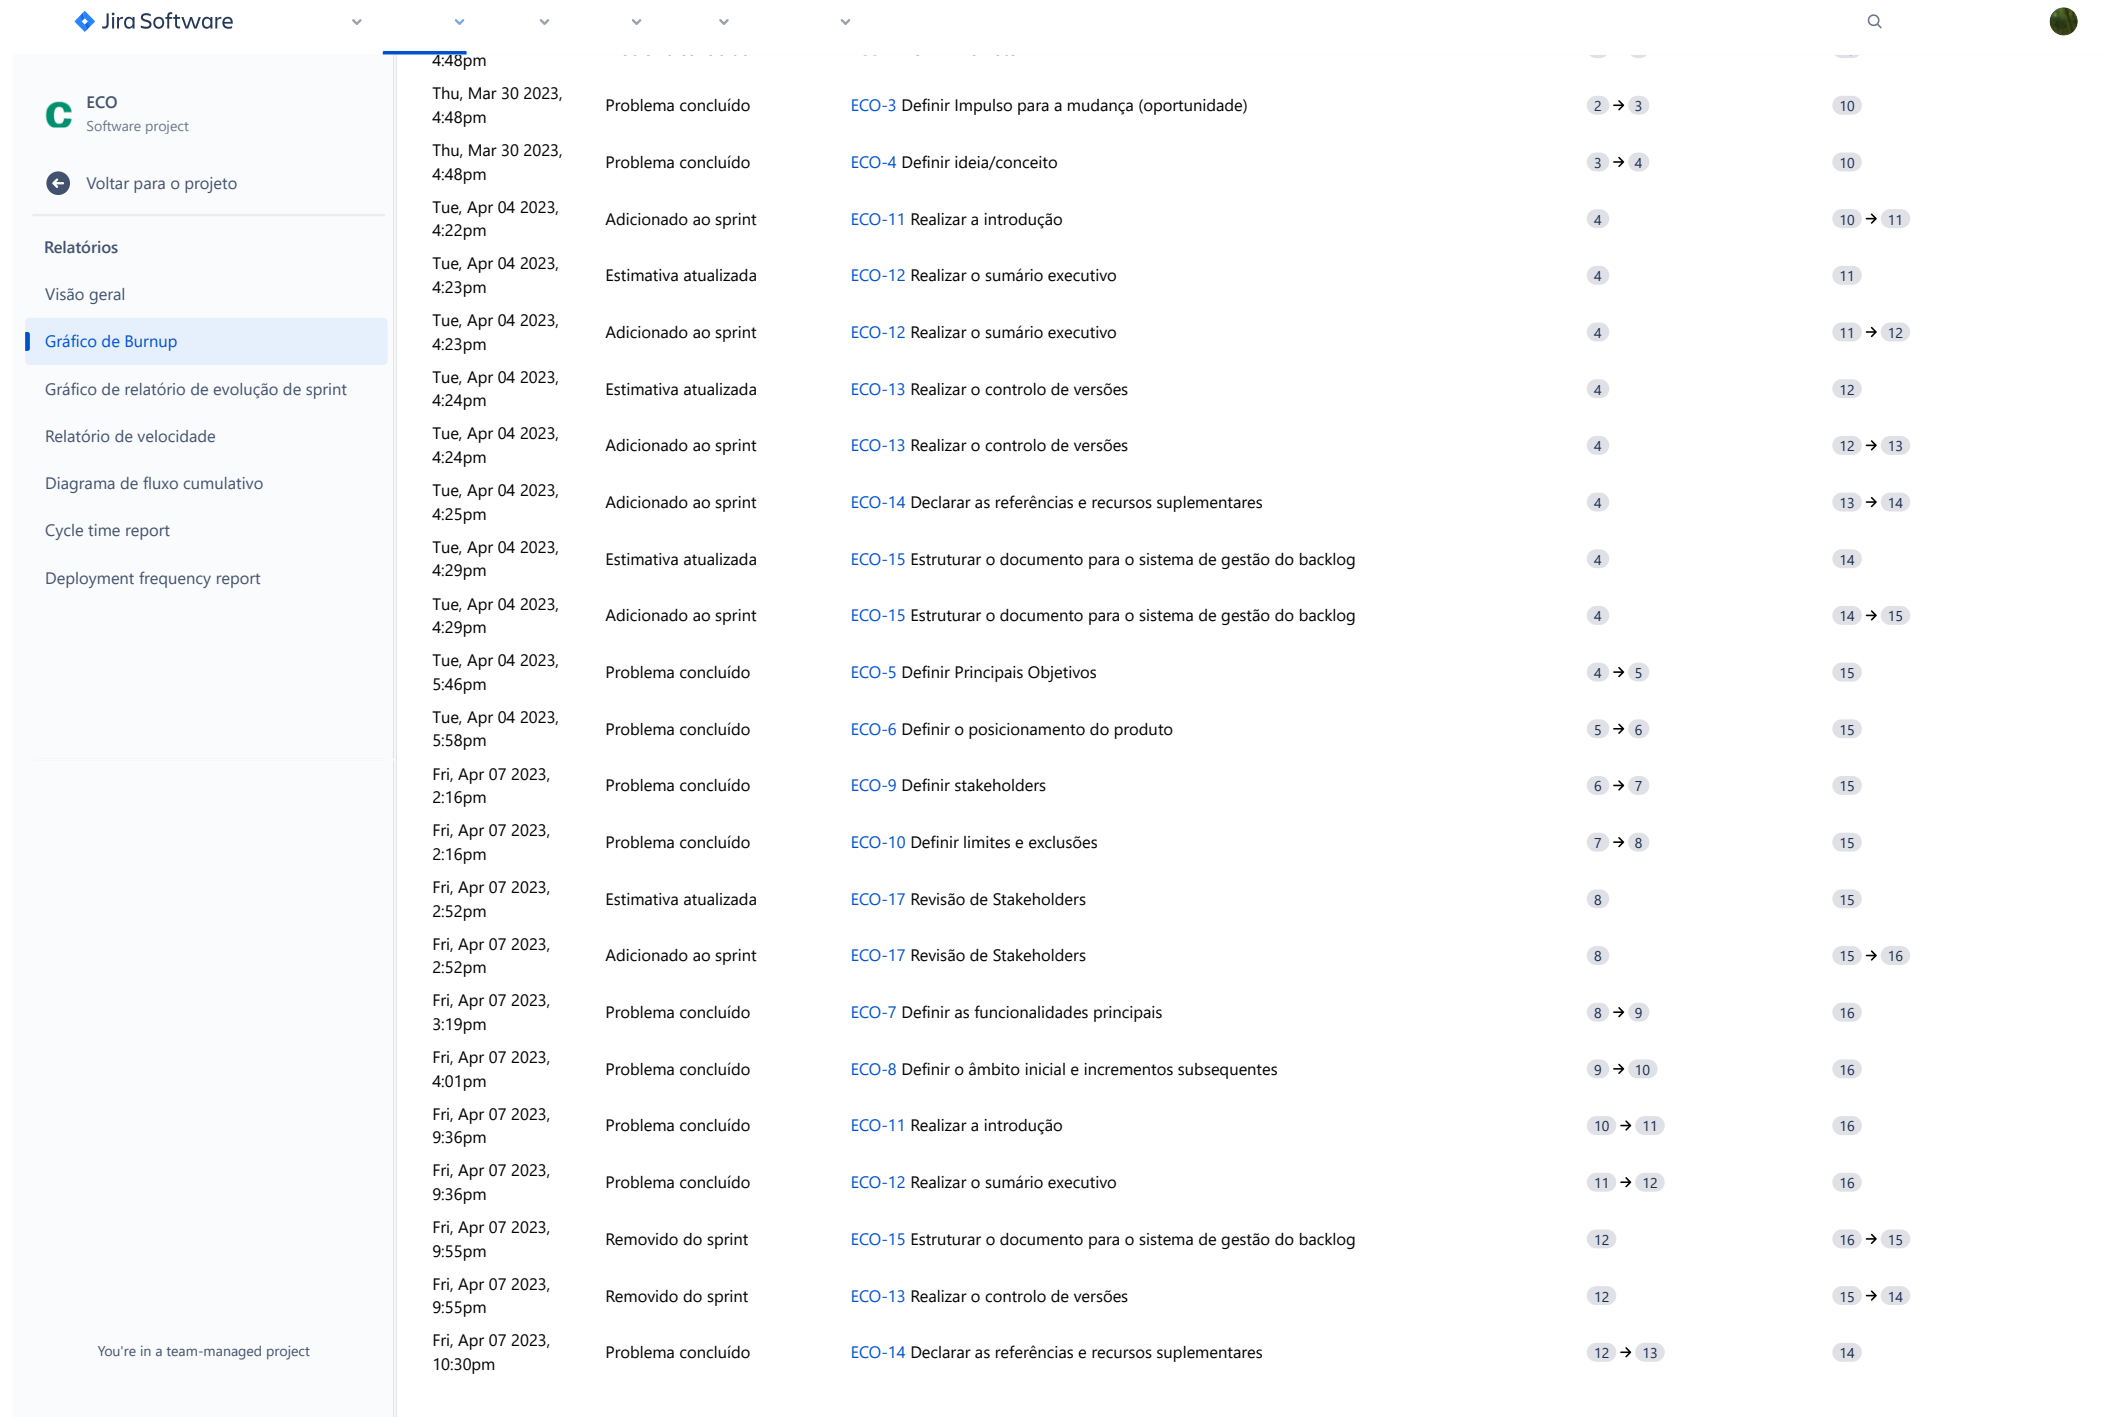 Jira Software
ECO
Software project
Voltar para o projeto
Relatórios
Visão geral
Gráfico de Burnup
Gráfico de relatório de evolução de sprint
Relatório de velocidade
Diagrama de fluxo cumulativo
Cycle time report
Deployment frequency report
You're in a team-managed project
4:48pm
Thu, Mar 30 2023,
4:48pm
Problema concluído
ECO-3 Definir Impulso para a mudança (oportunidade)
2 → 3
10
Thu, Mar 30 2023,
4:48pm
Problema concluído
ECO-4 Definir ideia/conceito
3 → 4
10
Tue, Apr 04 2023,
4:22pm
Adicionado ao sprint
ECO-11 Realizar a introdução
4
10 → 11
Tue, Apr 04 2023,
4:23pm
Estimativa atualizada
ECO-12 Realizar o sumário executivo
4
11
Tue, Apr 04 2023,
4:23pm
Adicionado ao sprint
ECO-12 Realizar o sumário executivo
4
11 → 12
Tue, Apr 04 2023,
4:24pm
Estimativa atualizada
ECO-13 Realizar o controlo de versões
4
12
Tue, Apr 04 2023,
4:24pm
Adicionado ao sprint
ECO-13 Realizar o controlo de versões
4
12 → 13
Tue, Apr 04 2023,
4:25pm
Adicionado ao sprint
ECO-14 Declarar as referências e recursos suplementares
4
13 → 14
Tue, Apr 04 2023,
4:29pm
Estimativa atualizada
ECO-15 Estruturar o documento para o sistema de gestão do backlog
4
14
Tue, Apr 04 2023,
4:29pm
Adicionado ao sprint
ECO-15 Estruturar o documento para o sistema de gestão do backlog
4
14 → 15
Tue, Apr 04 2023,
5:46pm
Problema concluído
ECO-5 Definir Principais Objetivos
4 → 5
15
Tue, Apr 04 2023,
5:58pm
Problema concluído
ECO-6 Definir o posicionamento do produto
5 → 6
15
Fri, Apr 07 2023,
2:16pm
Problema concluído
ECO-9 Definir stakeholders
6 → 7
15
Fri, Apr 07 2023,
2:16pm
Problema concluído
ECO-10 Definir limites e exclusões
7 → 8
15
Fri, Apr 07 2023,
2:52pm
Estimativa atualizada
ECO-17 Revisão de Stakeholders
8
15
Fri, Apr 07 2023,
2:52pm
Adicionado ao sprint
ECO-17 Revisão de Stakeholders
8
15 → 16
Fri, Apr 07 2023,
3:19pm
Problema concluído
ECO-7 Definir as funcionalidades principais
8 → 9
16
Fri, Apr 07 2023,
4:01pm
Problema concluído
ECO-8 Definir o âmbito inicial e incrementos subsequentes
9 → 10
16
Fri, Apr 07 2023,
9:36pm
Problema concluído
ECO-11 Realizar a introdução
10 → 11
16
Fri, Apr 07 2023,
9:36pm
Problema concluído
ECO-12 Realizar o sumário executivo
11 → 12
16
Fri, Apr 07 2023,
9:55pm
Removido do sprint
ECO-15 Estruturar o documento para o sistema de gestão do backlog
12
16 → 15
Fri, Apr 07 2023,
9:55pm
Removido do sprint
ECO-13 Realizar o controlo de versões
12
15 → 14
Fri, Apr 07 2023,
10:30pm
Problema concluído
ECO-14 Declarar as referências e recursos suplementares
12 → 13
14